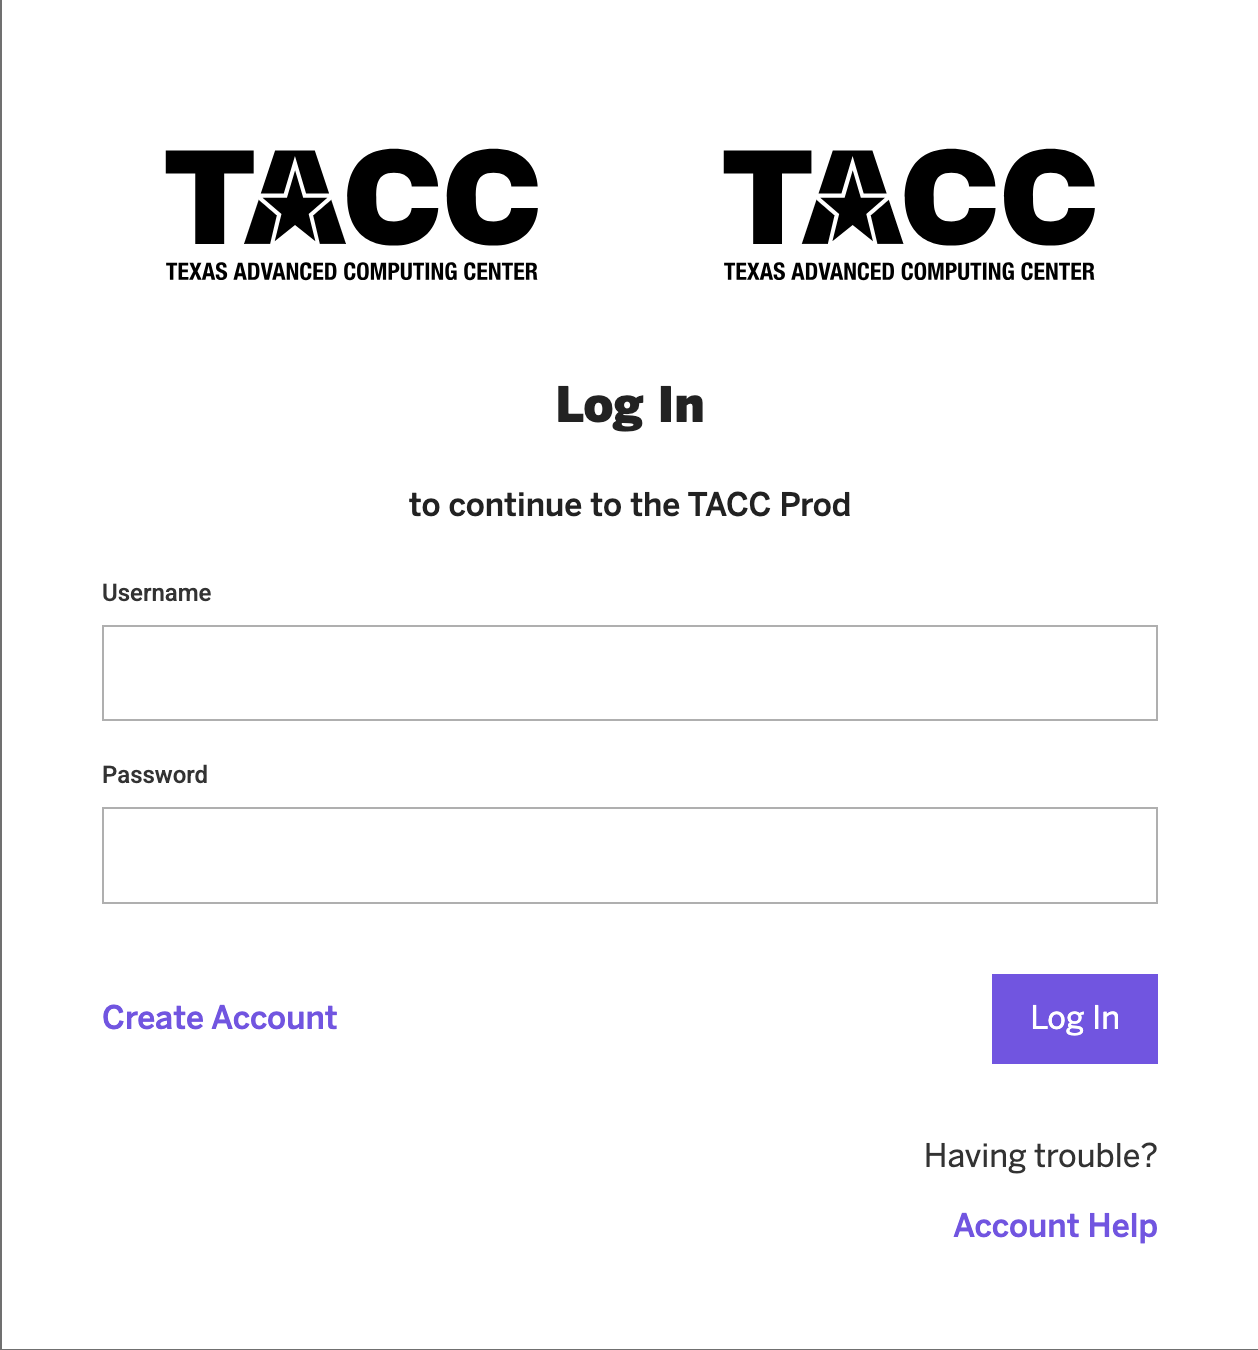 TACC TACC
TEXAS ADVANCED COMPUTING CENTER TEXAS ADVANCED COMPUTING CENTER
Log In
to continue to the TACC Prod
Username
Password
Create Account Log In
Having trouble?
Account Help